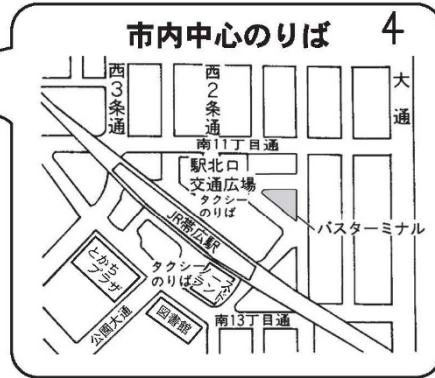 市内中心のりば 4
西3条通
西2条通
大通
南11丁目通
駅北口
交通広場
タクシー
のりば
バスターミナル
JR帯広駅
とかち
プラザ
タクシー
のりば
公園大通
図書館
南13丁目通